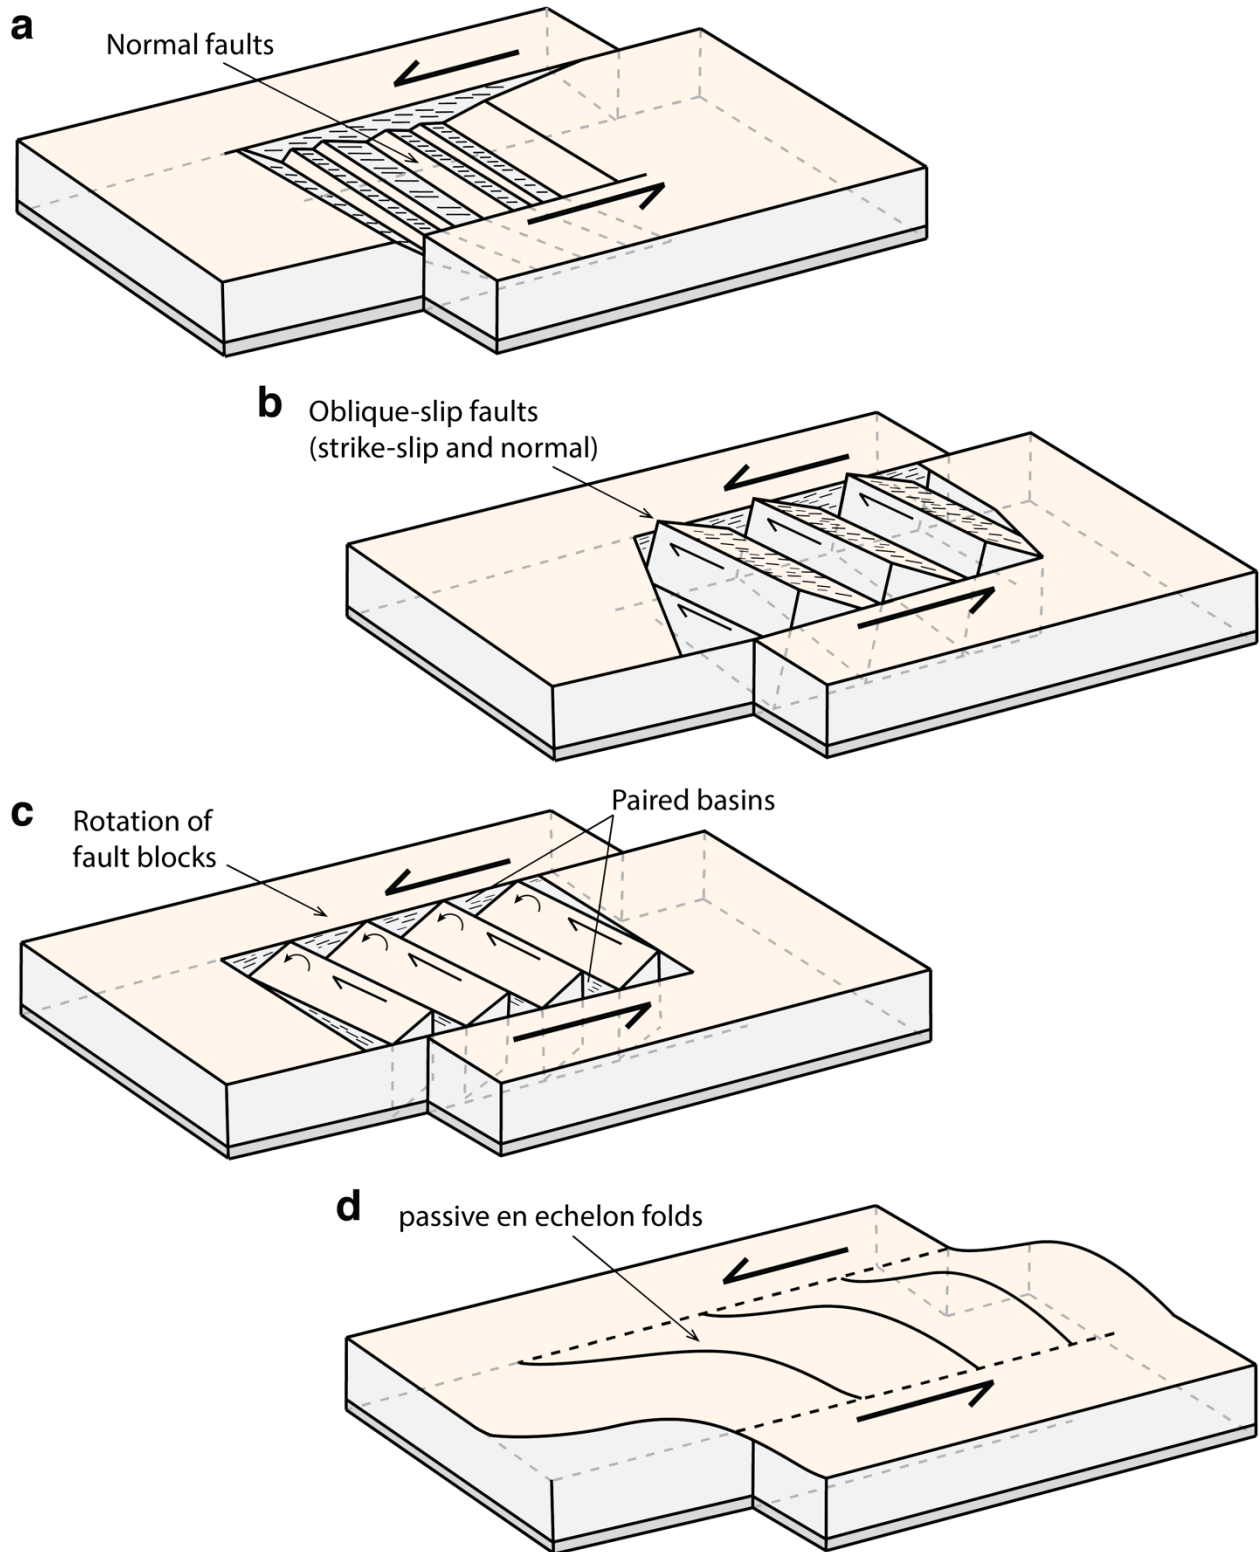 a
Normal faults
b
Oblique-slip faults
(strike-slip and normal)
c
Rotation of
fault blocks
Paired basins
d
passive en echelon folds